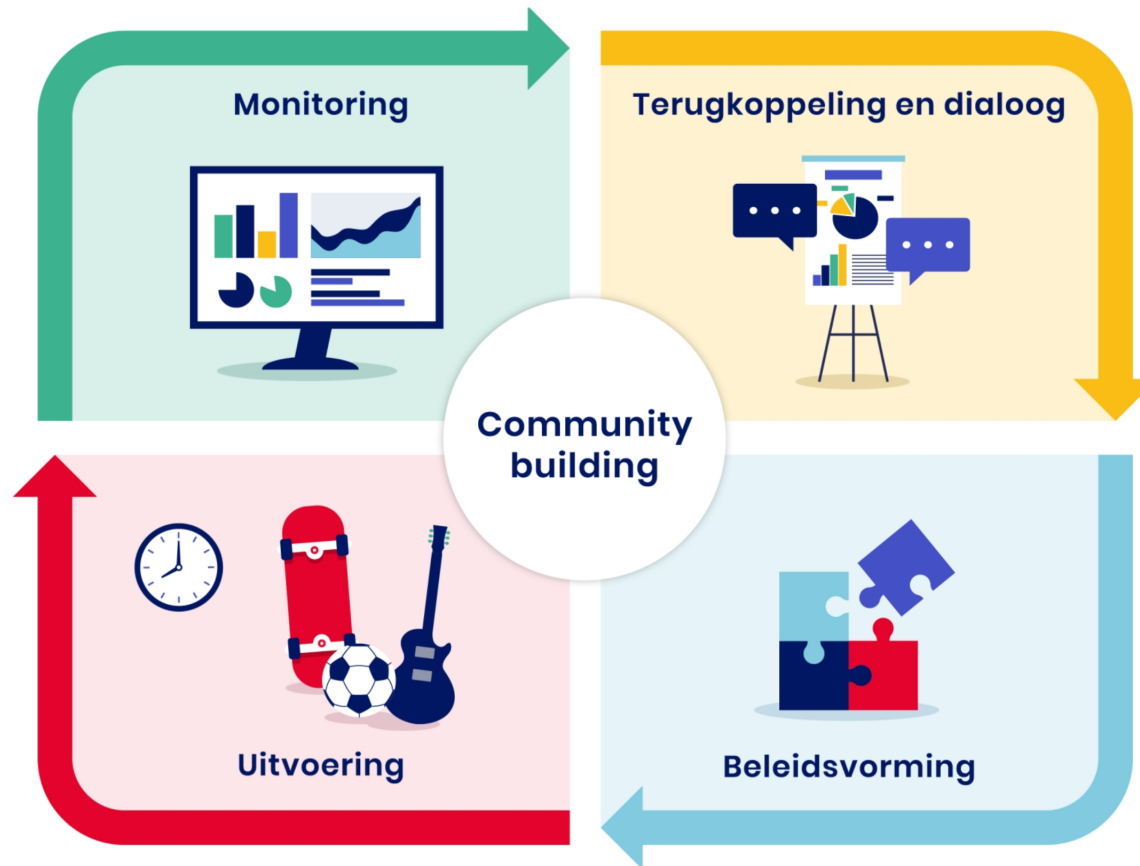 Monitoring
Terugkoppeling en dialoog
Community
building
Uitvoering
Beleidsvorming